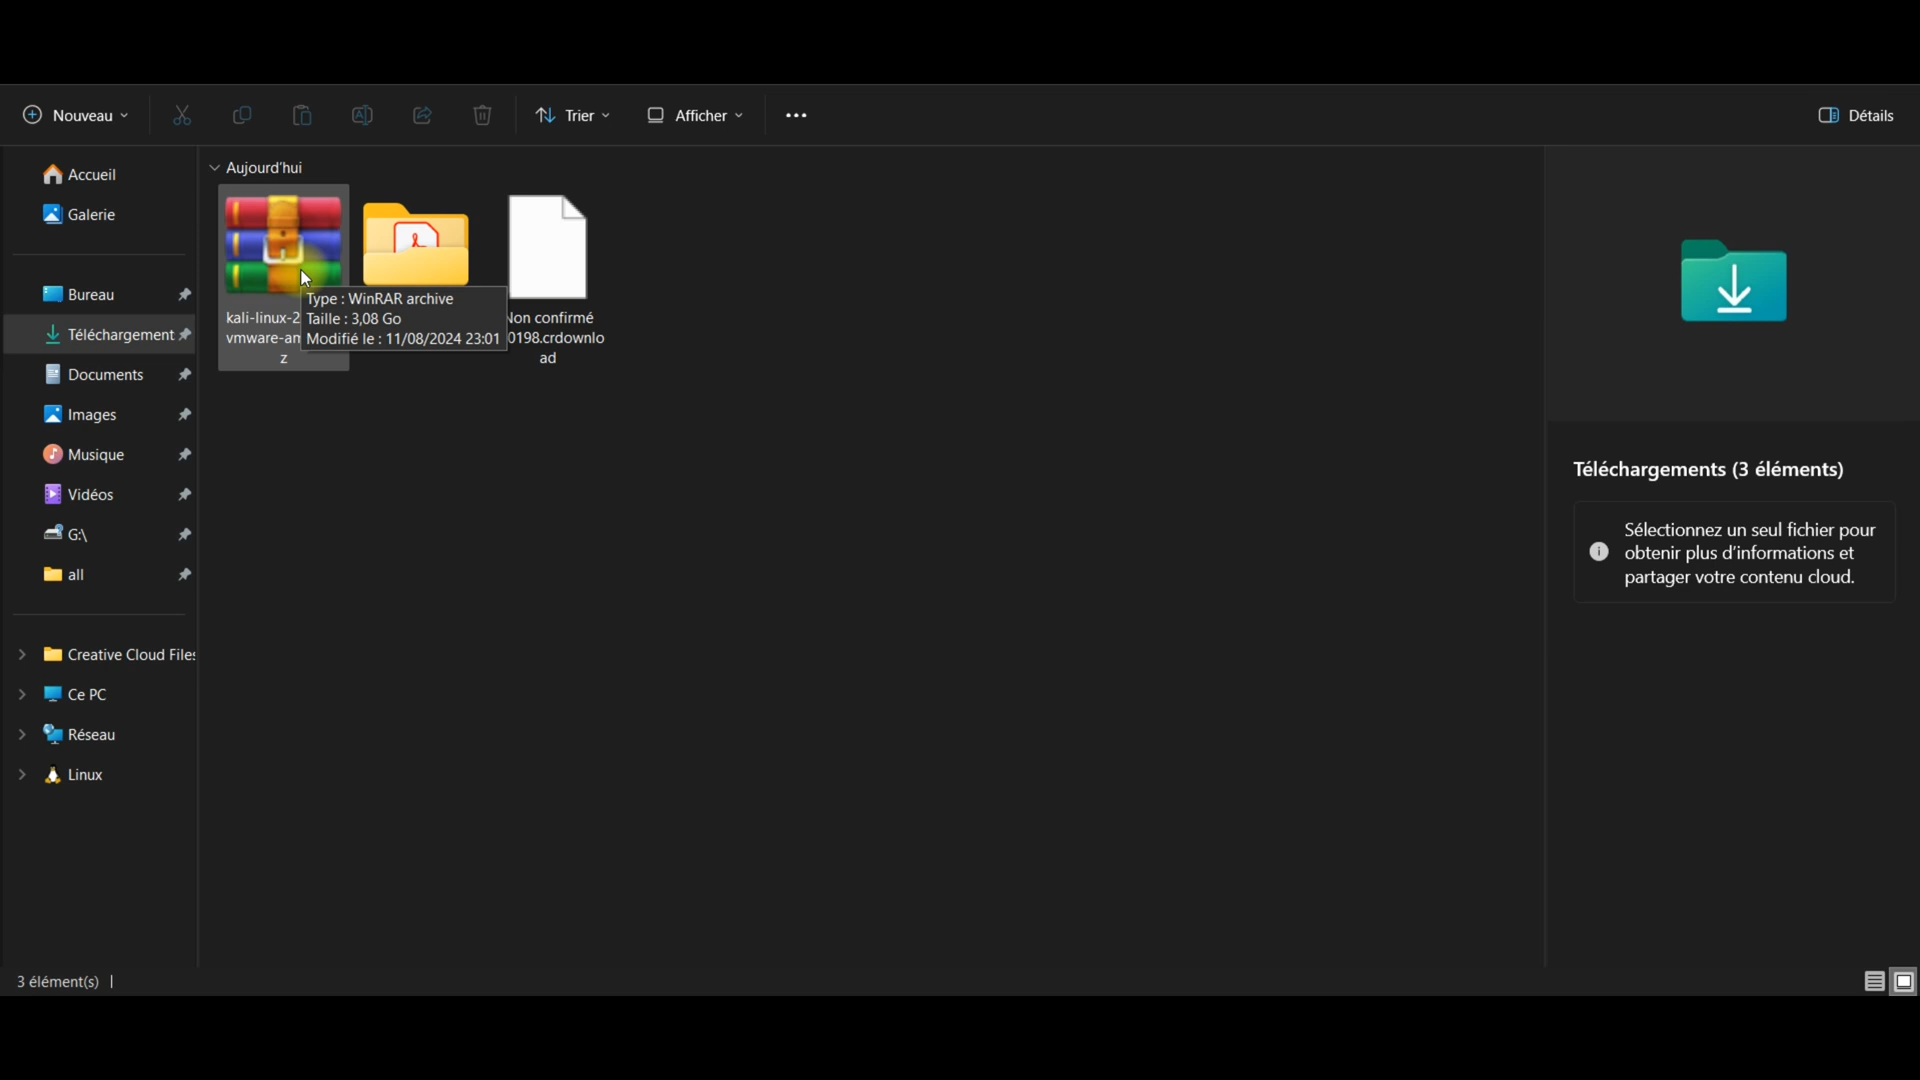 Nouveau
Trier
Afficher
Détails
Accueil
Galerie
Bureau
Téléchargement
Documents
Images
Musique
Vidéos
G:\
all
Creative Cloud Files
Ce PC
Réseau
Linux
Aujourd'hui
kali-linux-2
vmware-am
z
Type : WinRAR archive
Taille : 3,08 Go
Modifié le : 11/08/2024 23:01
Non confirmé
0198.crdownlo
ad
Téléchargements (3 éléments)
Sélectionnez un seul fichier pour
obtenir plus d'informations et
partager votre contenu cloud.
3 élément(s)